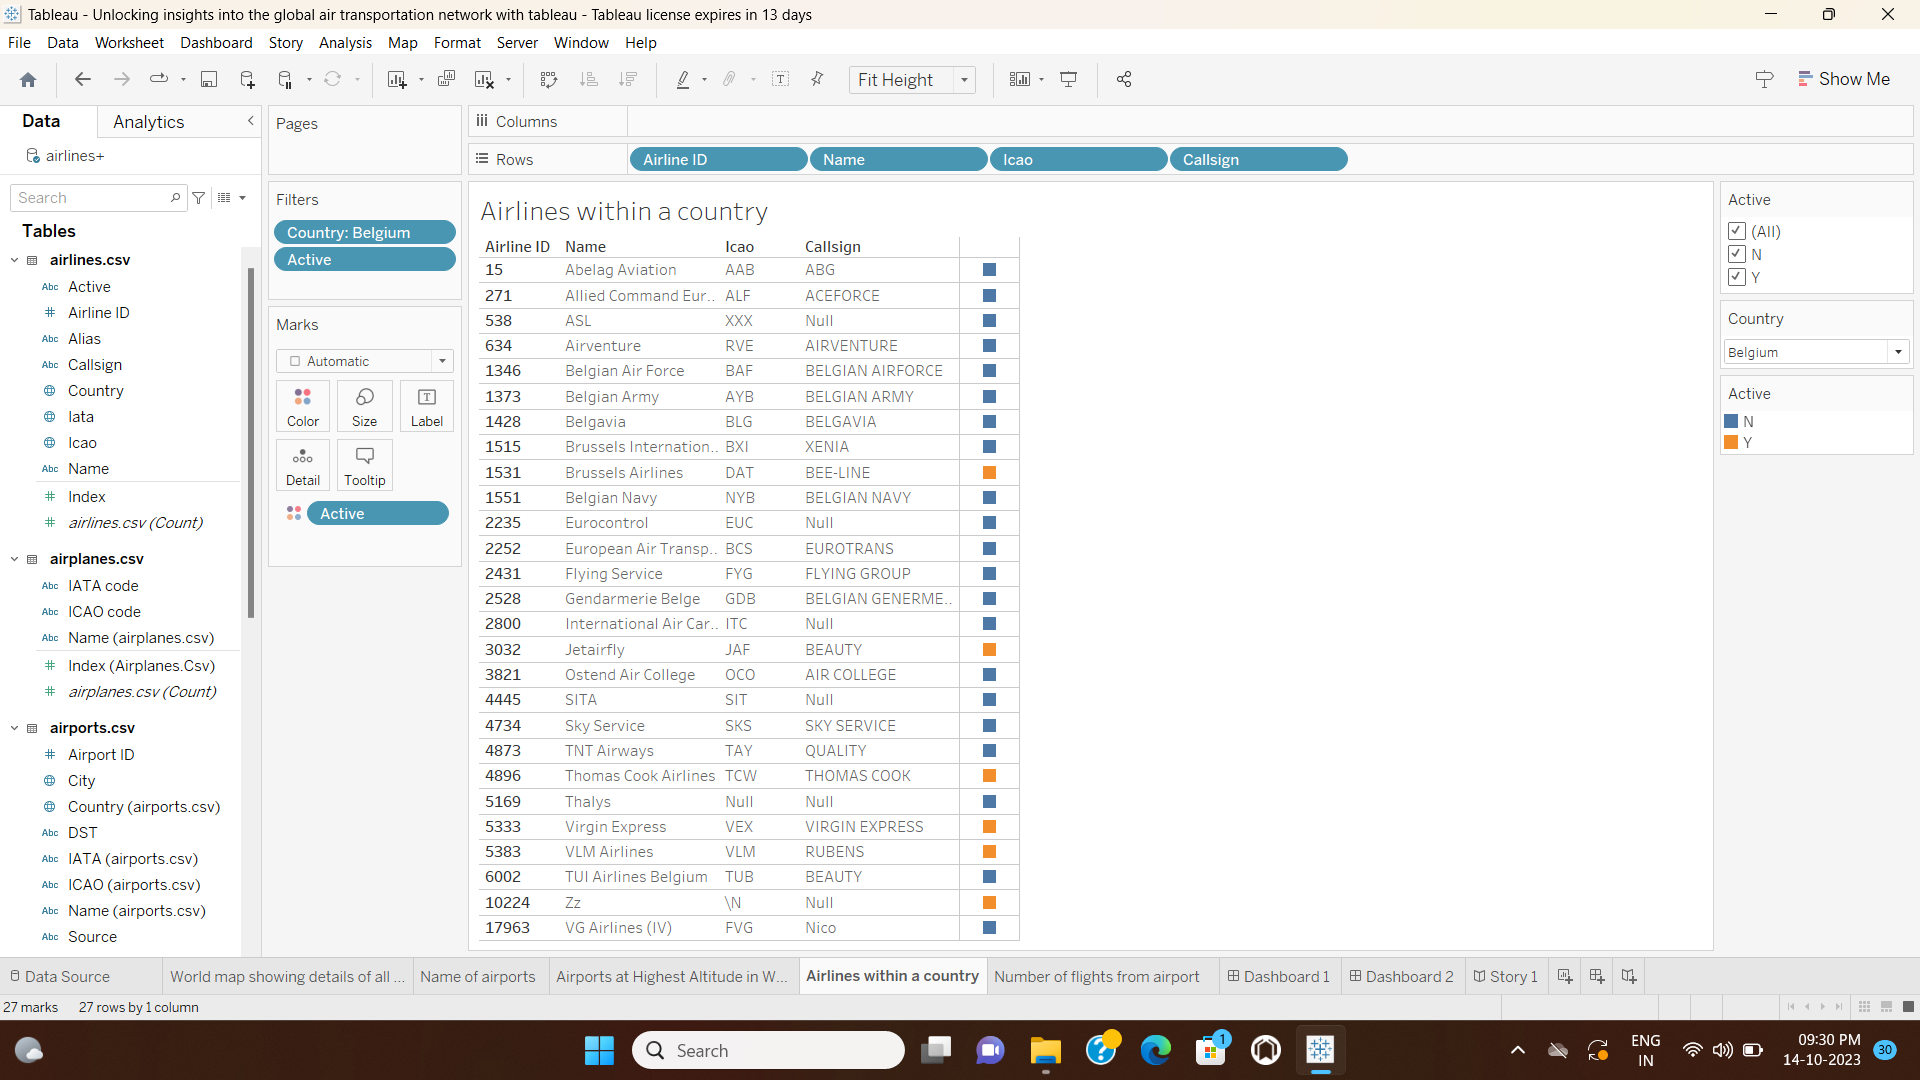 Tableau - Unlocking insights into the global air transportation network with tableau - Tableau license expires in 13 days
File Data Worksheet Dashboard Story Analysis Map Format Server Window Help
Fit Height
Show Me
Data Analytics
airlines+
Search
Tables
airlines.csv
Abc Active
# Airline ID
Abc Alias
Abc Callsign
Country
Iata
Icao
Abc Name
# Index
# airlines.csv (Count)
airplanes.csv
Abc IATA code
Abc ICAO code
Abc Name (airplanes.csv)
# Index (Airplanes.Csv)
# airplanes.csv (Count)
airports.csv
# Airport ID
City
Country (airports.csv)
Abc DST
Abc IATA (airports.csv)
Abc ICAO (airports.csv)
Abc Name (airports.csv)
Abc Source
Pages
Filters
Country: Belgium
Active
Marks
Automatic
Color Size Label
Detail Tooltip
Active
Columns
Rows Airline ID Name Icao Callsign
Airlines within a country
Airline ID Name Icao Callsign
15 Abelag Aviation AAB ABG
271 Allied Command Eur.. ALF ACEFORCE
538 ASL XXX Null
634 Airventure RVE AIRVENTURE
1346 Belgian Air Force BAF BELGIAN AIRFORCE
1373 Belgian Army AYB BELGIAN ARMY
1428 Belgavia BLG BELGAVIA
1515 Brussels Internation.. BXI XENIA
1531 Brussels Airlines DAT BEE-LINE
1551 Belgian Navy NYB BELGIAN NAVY
2235 Eurocontrol EUC Null
2252 European Air Transp.. BCS EUROTRANS
2431 Flying Service FYG FLYING GROUP
2528 Gendarmerie Belge GDB BELGIAN GENERME..
2800 International Air Car.. ITC Null
3032 Jetairfly JAF BEAUTY
3821 Ostend Air College OCO AIR COLLEGE
4445 SITA SIT Null
4734 Sky Service SKS SKY SERVICE
4873 TNT Airways TAY QUALITY
4896 Thomas Cook Airlines TCW THOMAS COOK
5169 Thalys Null Null
5333 Virgin Express VEX VIRGIN EXPRESS
5383 VLM Airlines VLM RUBENS
6002 TUI Airlines Belgium TUB BEAUTY
10224 Zz \N Null
17963 VG Airlines (IV) FVG Nico
Active
(All)
N
Y
Country
Belgium
Active
N
Y
Data Source World map showing details of all ... Name of airports Airports at Highest Altitude in W... Airlines within a country Number of flights from airport Dashboard 1 Dashboard 2 Story 1
27 marks 27 rows by 1 column
Search
1
ENG
IN
09:30 PM
14-10-2023
30